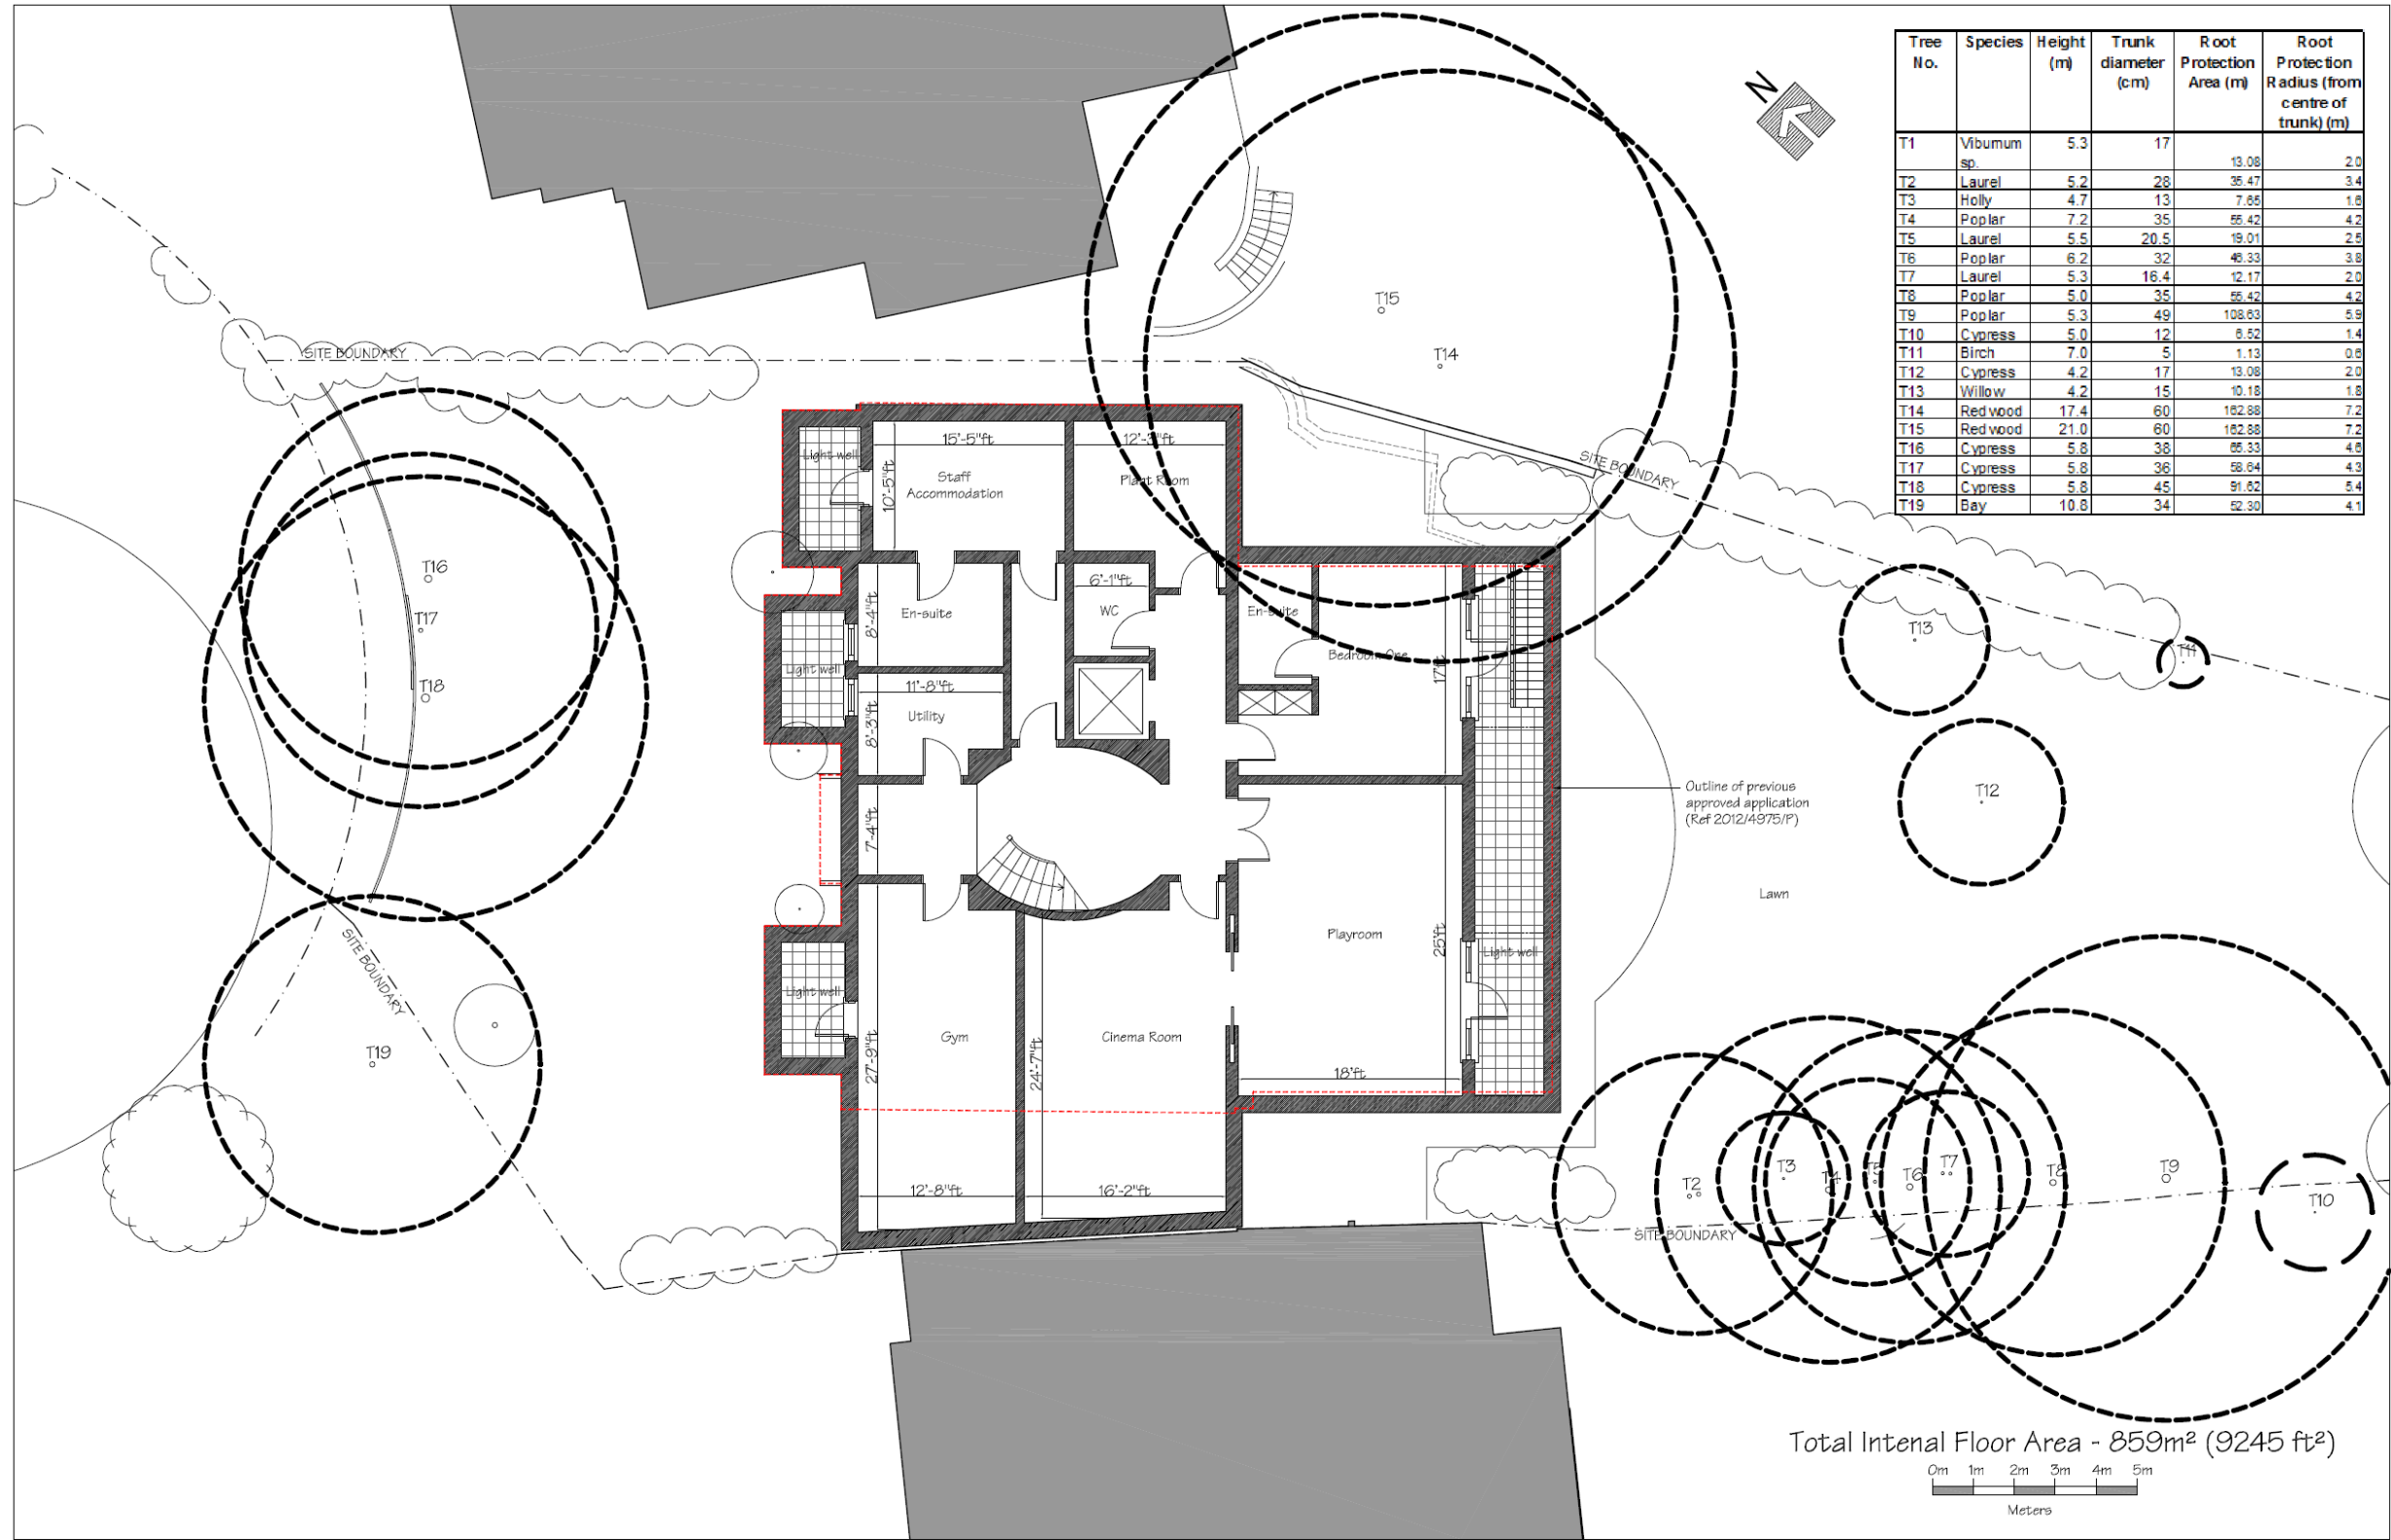 Tree No. Species Height (m) Trunk diameter (cm) Root Protection Area (m) Root Protection Radius (from centre of trunk) (m)
T1 Viburnum sp. 5.3 17 13.08 2.0
T2 Laurel 5.2 28 35.47 3.4
T3 Holly 4.7 13 7.65 1.6
T4 Poplar 7.2 35 55.42 4.2
T5 Laurel 5.5 20.5 19.01 2.5
T6 Poplar 6.2 32 46.33 3.8
T7 Laurel 5.3 16.4 12.17 2.0
T8 Poplar 5.0 35 55.42 4.2
T9 Poplar 5.3 49 108.63 5.9
T10 Cypress 5.0 12 6.52 1.4
T11 Birch 7.0 5 1.13 0.6
T12 Cypress 4.2 17 13.08 2.0
T13 Willow 4.2 15 10.18 1.8
T14 Redwood 17.4 60 162.88 7.2
T15 Redwood 21.0 60 162.88 7.2
T16 Cypress 5.8 38 65.33 4.6
T17 Cypress 5.8 36 58.64 4.3
T18 Cypress 5.8 45 91.62 5.4
T19 Bay 10.8 34 52.30 4.1
N
T15
T14
SITE BOUNDARY
SITE BOUNDARY
15'-5"ft
12'-3"ft
Light well
10'-5"ft
Staff
Accommodation
Plant Room
T16
T17
T18
8'-4"ft
En-suite
6'-1"ft
WC
En-suite
Bedroom One
17'ft
Light well
11'-8"ft
8'-3"ft
Utility
T13
T11
T12
Outline of previous
approved application
(Ref 2012/4975/P)
7'-4"ft
Lawn
SITE BOUNDARY
Playroom
25'ft
Light well
Light well
T19
27'-9"ft
Gym
24'-7"ft
Cinema Room
18'ft
12'-8"ft
16'-2"ft
T2
T3
T4
T5
T6
T7
T8
T9
T10
SITE BOUNDARY
Total Intenal Floor Area - 859m² (9245 ft²)
0m 1m 2m 3m 4m 5m
Meters